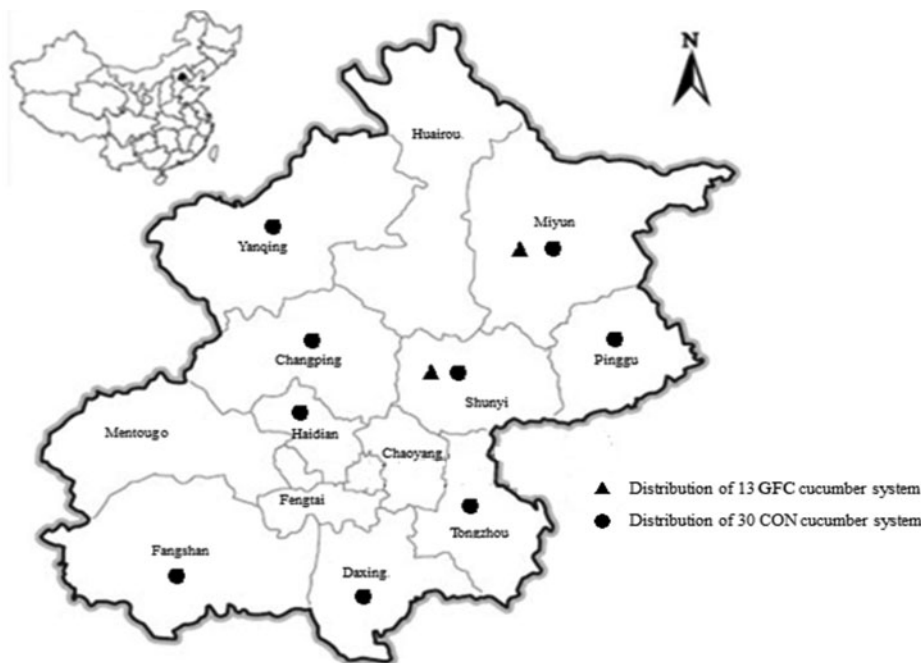 N
Huairou.
Miyun
Yanqing
Changping
Pinggu
Shunyi
Haidian
Mentougo
Chaoyang.
Fengtai
Tongzhou
Fangshan
Daxing.
Distribution of 13 GFC cucumber system
Distribution of 30 CON cucumber system